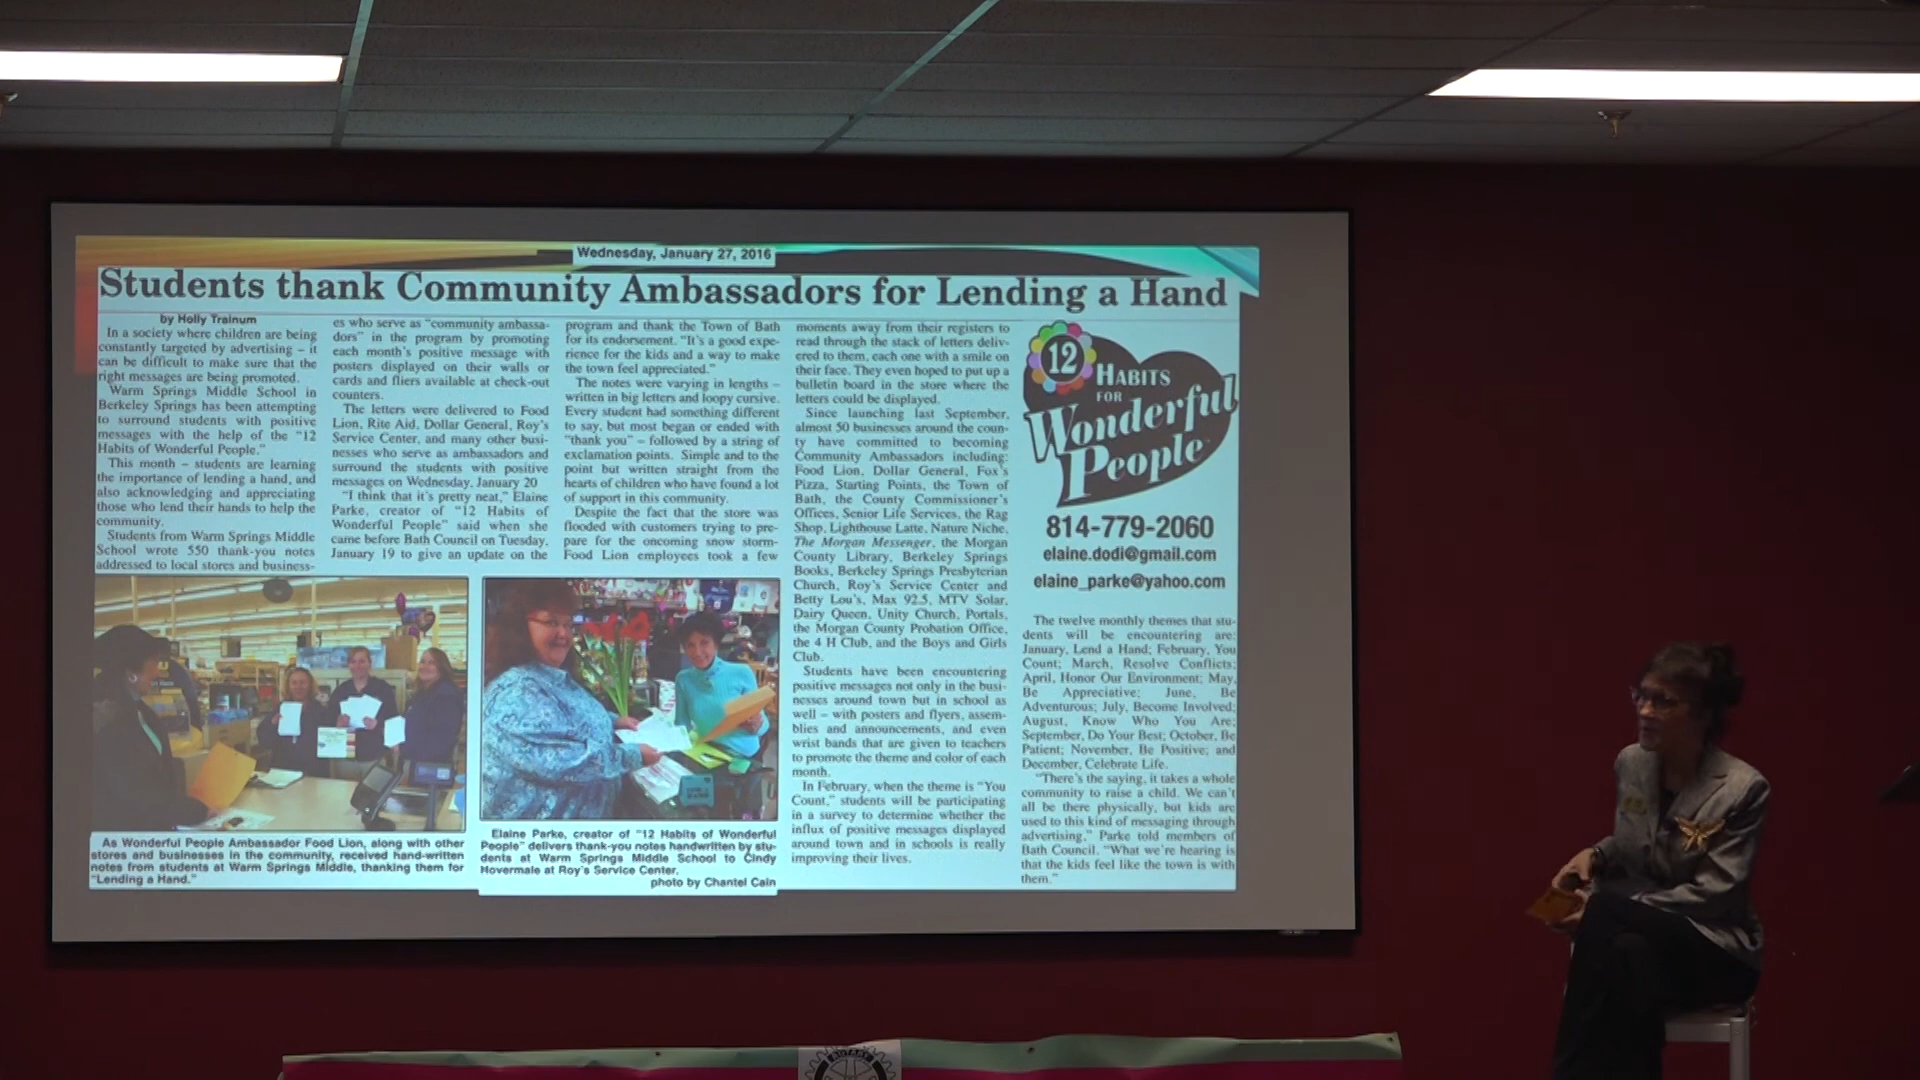 Wednesday, January 27, 2016
Students thank Community Ambassadors for Lending a Hand
by Holly Trainum
In a society where children are being
constantly targeted by advertising – it
can be difficult to make sure that the
right messages are being promoted.
Warm Springs Middle School in
Berkeley Springs has been attempting
to surround students with positive
messages with the help of the "12
Habits of Wonderful People."
This month – students are learning
the importance of lending a hand, and
also acknowledging and appreciating
those who lend their hands to help the
community.
Students from Warm Springs Middle
School wrote 550 thank-you notes
addressed to local stores and business-
es who serve as "community ambassa-
dors" in the program by promoting
each month's positive message with
posters displayed on their walls or
cards and fliers available at check-out
counters.
The letters were delivered to Food
Lion, Rite Aid, Dollar General, Roy's
Service Center, and many other busi-
nesses who serve as ambassadors and
surround the students with positive
messages on Wednesday, January 20
"I think that it's pretty neat," Elaine
Parke, creator of "12 Habits of
Wonderful People" said when she
came before Bath Council on Tuesday,
January 19 to give an update on the
program and thank the Town of Bath
for its endorsement. "It's a good expe-
rience for the kids and a way to make
the town feel appreciated."
The notes were varying in lengths –
written in big letters and loopy cursive.
Every student had something different
to say, but most began or ended with
"thank you" – followed by a string of
exclamation points. Simple and to the
point but written straight from the
hearts of children who have found a lot
of support in this community.
Despite the fact that the store was
flooded with customers trying to pre-
pare for the oncoming snow storm-
Food Lion employees took a few
moments away from their registers to
read through the stack of letters deliv-
ered to them, each one with a smile on
their face. They even hoped to put up a
bulletin board in the store where the
letters could be displayed.
Since launching last September,
almost 50 businesses around the coun-
ty have committed to becoming
Community Ambassadors including:
Food Lion, Dollar General, Fox's
Pizza, Starting Points, the Town of
Bath, the County Commissioner's
Offices, Senior Life Services, the Rag
Shop, Lighthouse Latte, Nature Niche,
The Morgan Messenger, the Morgan
County Library, Berkeley Springs
Books, Berkeley Springs Presbyterian
Church, Roy's Service Center and
Betty Lou's, Max 92.5, MTV Solar,
Dairy Queen, Unity Church, Portals,
the Morgan County Probation Office,
the 4 H Club, and the Boys and Girls
Club.
Students have been encountering
positive messages not only in the busi-
nesses around town but in school as
well – with posters and flyers, assem-
blies and announcements, and even
wrist bands that are given to teachers
to promote the theme and color of each
month.
In February, when the theme is "You
Count," students will be participating
in a survey to determine whether the
influx of positive messages displayed
around town and in schools is really
improving their lives.
12
HABITS
FOR
Wonderful
People
814-779-2060
elaine.dodi@gmail.com
elaine_parke@yahoo.com
The twelve monthly themes that stu-
dents will be encountering are:
January, Lend a Hand; February, You
Count; March, Resolve Conflicts;
April, Honor Our Environment; May,
Be Appreciative; June, Be
Adventurous; July, Become Involved;
August, Know Who You Are;
September, Do Your Best; October, Be
Patient; November, Be Positive; and
December, Celebrate Life.
"There's the saying, it takes a whole
community to raise a child. We can't
all be there physically, but kids are
used to this kind of messaging through
advertising," Parke told members of
Bath Council. "What we're hearing is
that the kids feel like the town is with
them."
As Wonderful People Ambassador Food Lion, along with other
stores and businesses in the community, received hand-written
notes from students at Warm Springs Middle, thanking them for
"Lending a Hand."
Elaine Parke, creator of "12 Habits of Wonderful
People" delivers thank-you notes handwritten by stu-
dents at Warm Springs Middle School to Cindy
Hovermale at Roy's Service Center.
photo by Chantel Cain
ROTARY